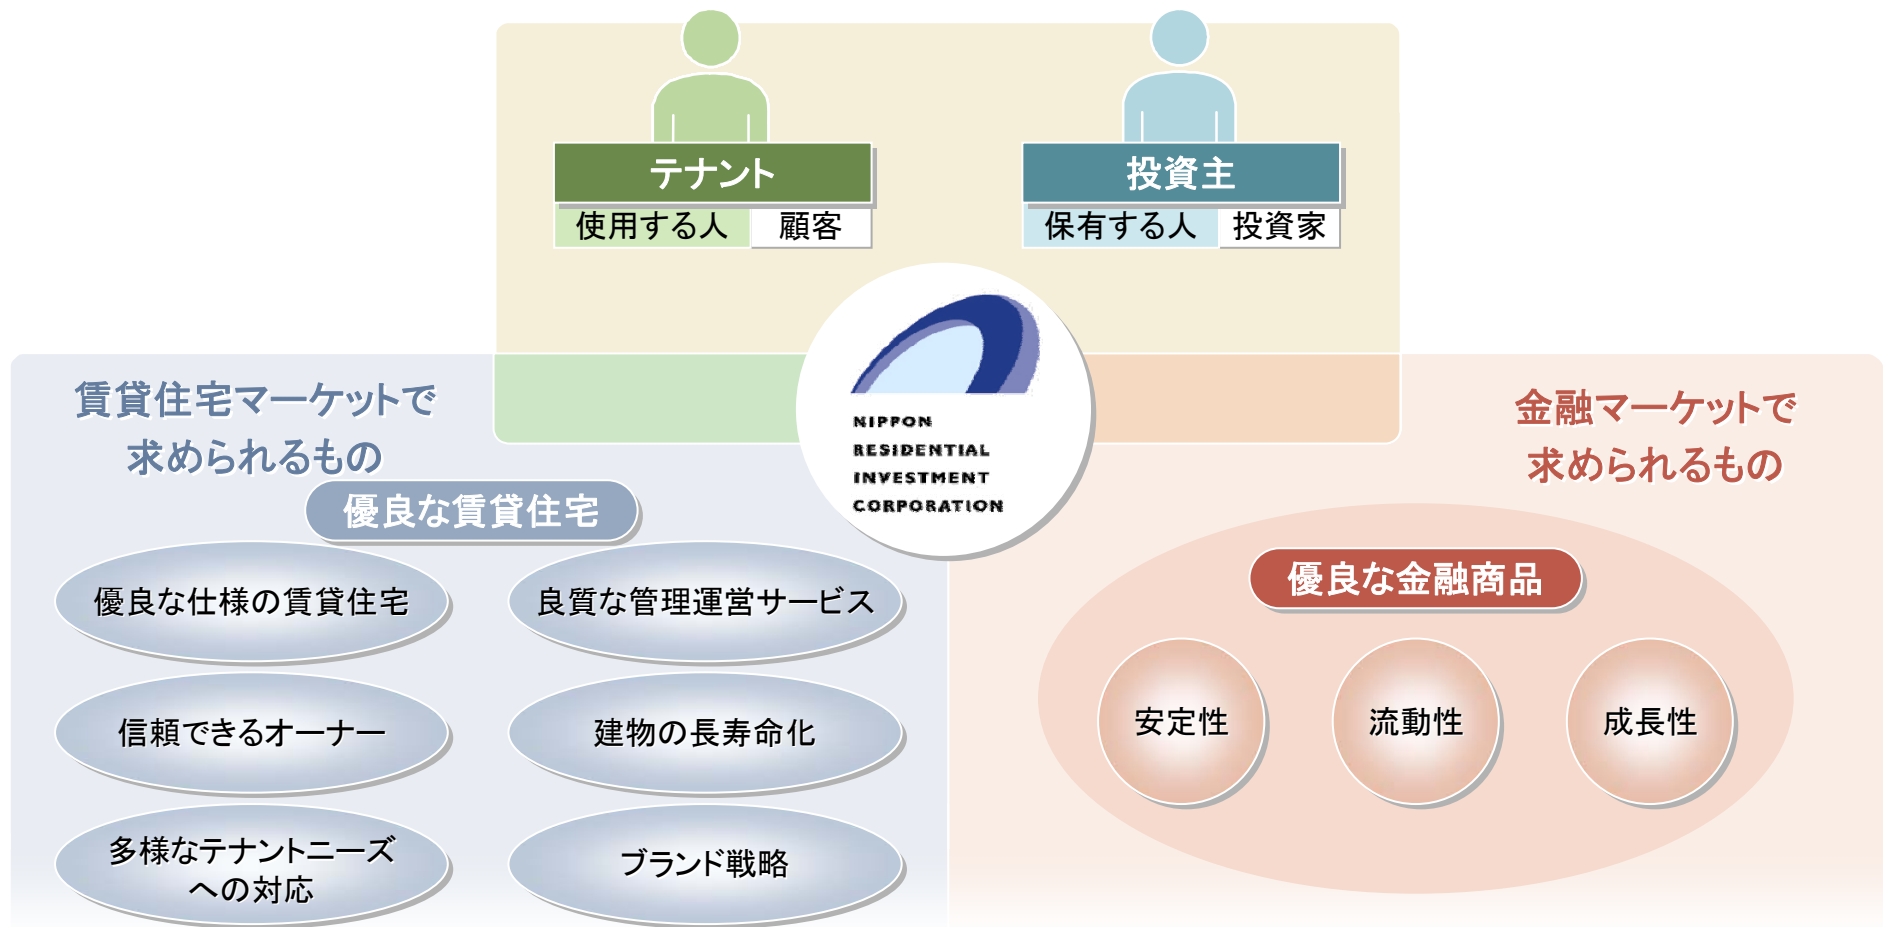 テナント
使用する人 顧客
投資主
保有する人 投資家
NIPPON
RESIDENTIAL
INVESTMENT
CORPORATION
賃貸住宅マーケットで
求められるもの
優良な賃貸住宅
優良な仕様の賃貸住宅
良質な管理運営サービス
信頼できるオーナー
建物の長寿命化
多様なテナントニーズ
への対応
ブランド戦略
金融マーケットで
求められるもの
優良な金融商品
安定性
流動性
成長性